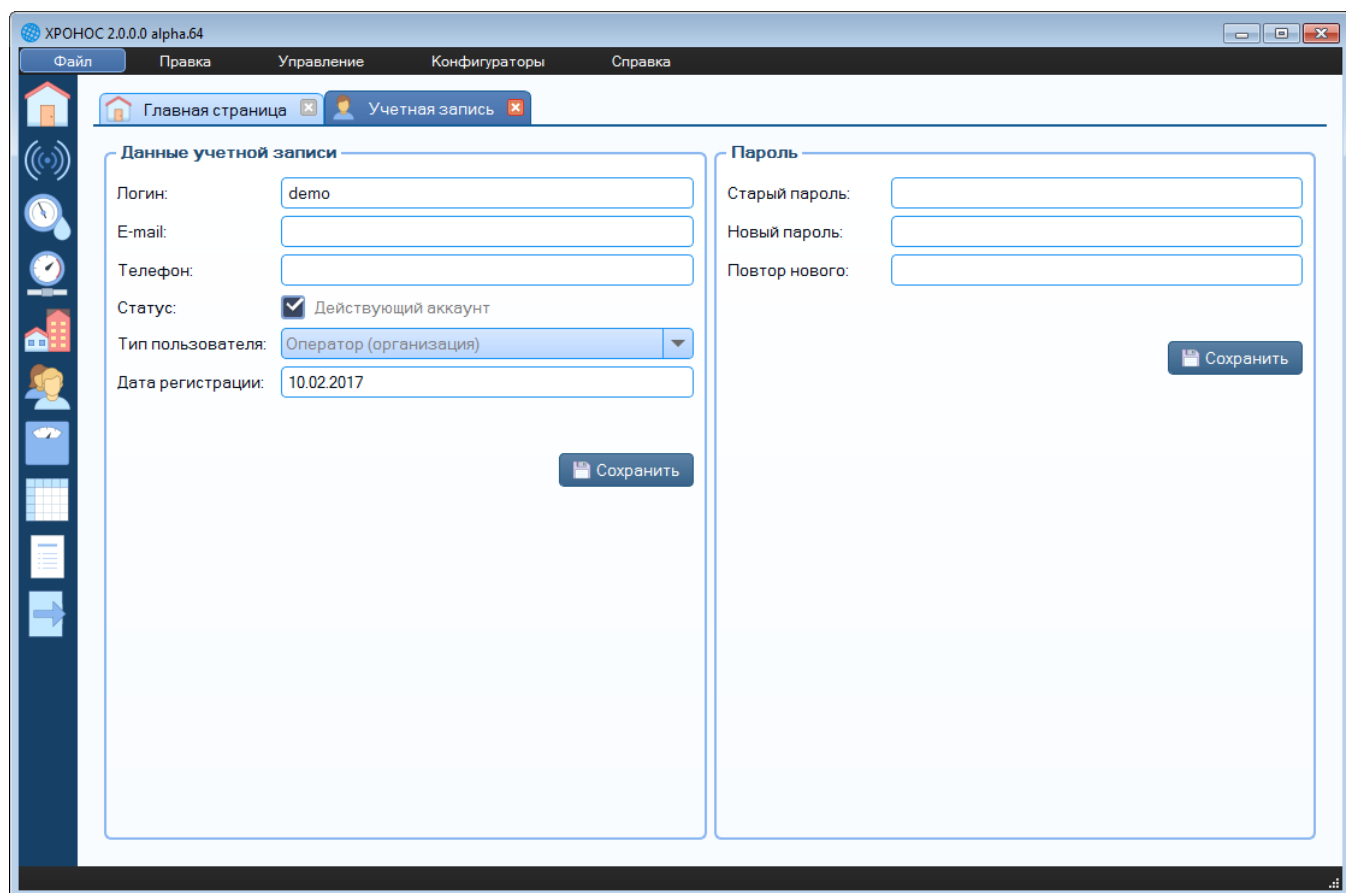 ХРОНОС 2.0.0.0 alpha.64
Файл Правка Управление Конфигураторы Справка
Главная страница Учетная запись
Данные учетной записи
Логин: demo
E-mail:
Телефон:
Статус: Действующий аккаунт
Тип пользователя: Оператор (организация)
Дата регистрации: 10.02.2017
Сохранить
Пароль
Старый пароль:
Новый пароль:
Повтор нового:
Сохранить